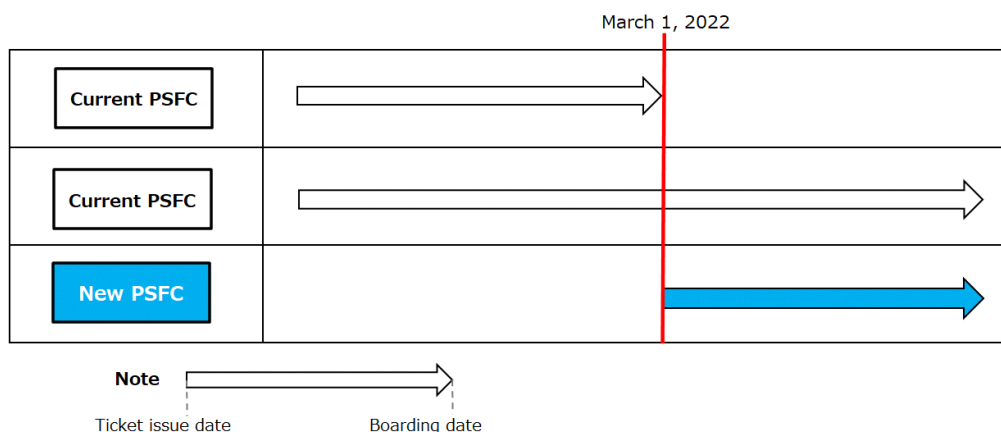 March 1, 2022
Current PSFC
Current PSFC
New PSFC
Note
Ticket issue date
Boarding date